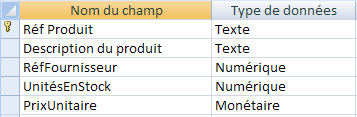 Nom du champ Type de données
Réf Produit Texte
Description du produit Texte
RéfFournisseur Numérique
UnitésEnStock Numérique
PrixUnitaire Monétaire